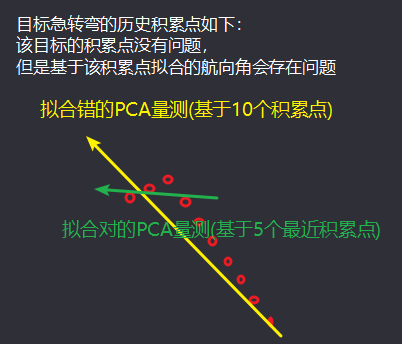 目标急转弯的历史积累点如下：
该目标的积累点没有问题，
但是基于该积累点拟合的航向角会存在问题
拟合错的PCA量测(基于10个积累点)
拟合对的PCA量测(基于5个最近积累点)